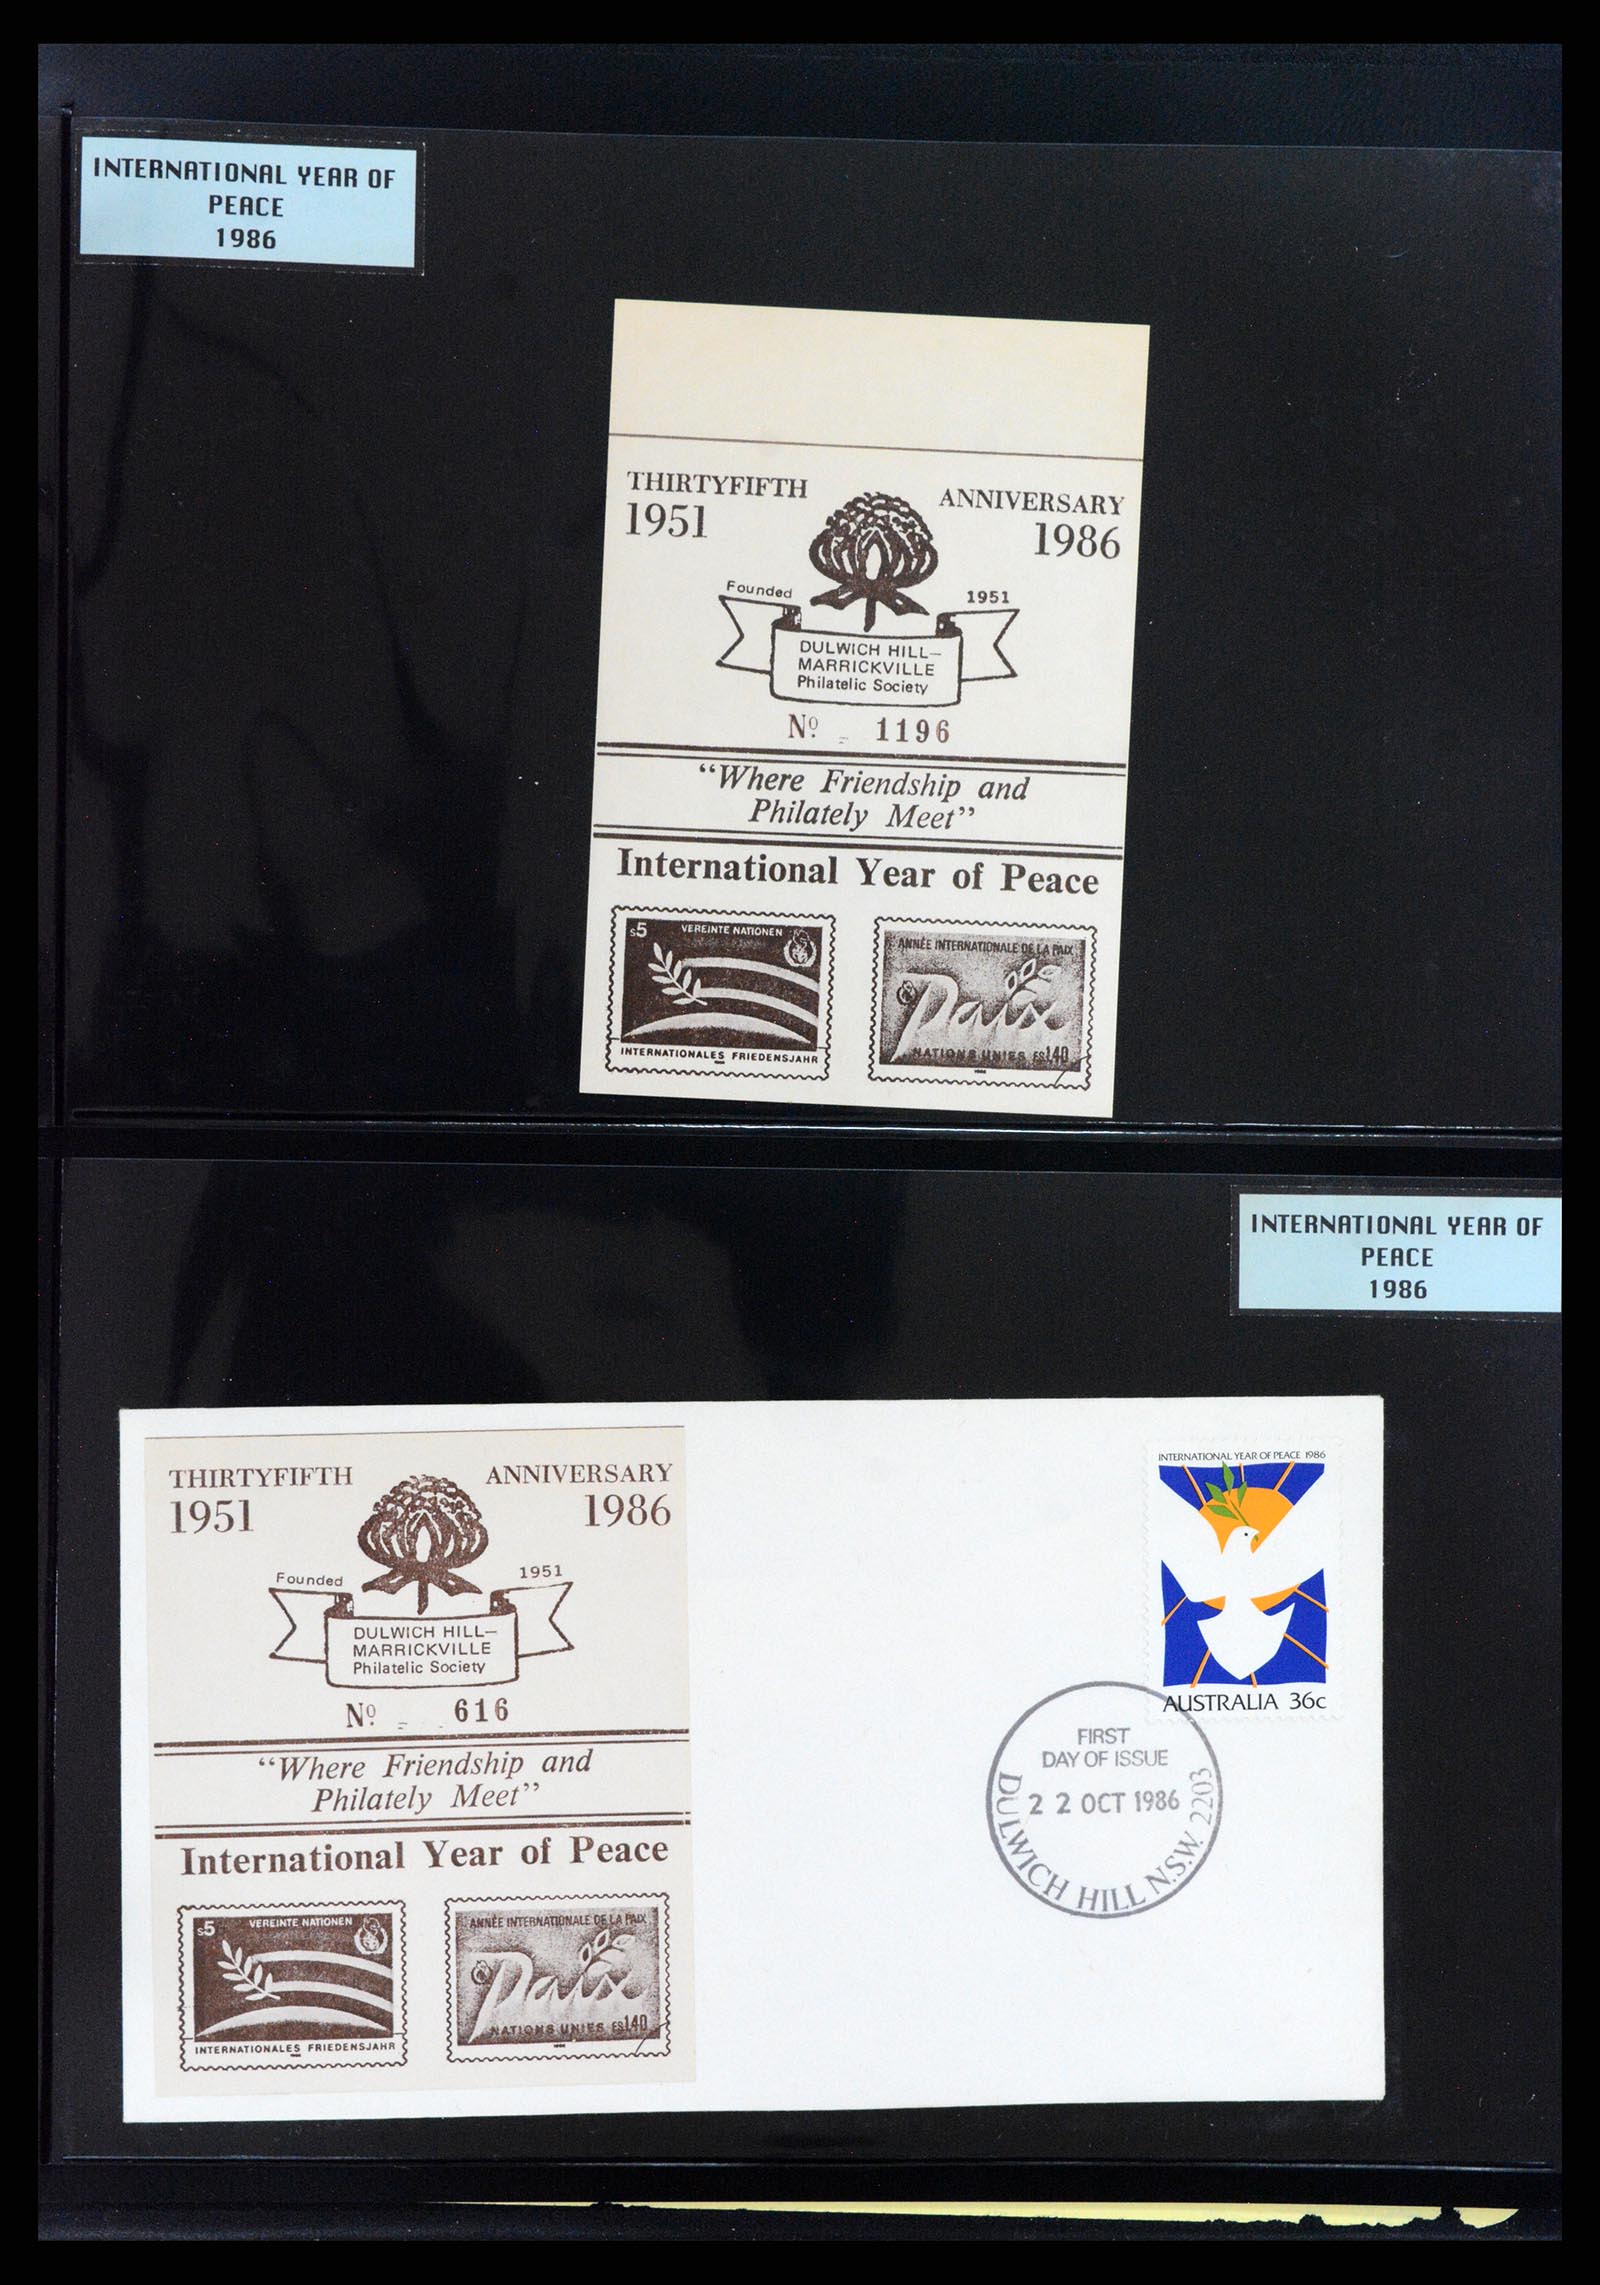 INTERNATIONAL YEAR OF
PEACE
1986
THIRTYFIFTH ANNIVERSARY
1951 1986
Founded 1951
DULWICH HILL—
MARRICKVILLE
Philatelic Society
Nº. 1196
“Where Friendship and
Philately Meet”
International Year of Peace
S5 VEREINTE NATIONEN
INTERNATIONALES FRIEDENSJAHR
ANNÉE INTERNATIONALE DE LA PAIX
Paix
NATIONS UNIES F.S.1,40
INTERNATIONAL YEAR OF
PEACE
1986
THIRTYFIFTH ANNIVERSARY
1951 1986
Founded 1951
DULWICH HILL—
MARRICKVILLE
Philatelic Society
Nº. 616
“Where Friendship and
Philately Meet”
International Year of Peace
S5 VEREINTE NATIONEN
INTERNATIONALES FRIEDENSJAHR
ANNÉE INTERNATIONALE DE LA PAIX
Paix
NATIONS UNIES F.S.1,40
INTERNATIONAL YEAR OF PEACE 1986
AUSTRALIA 36c
FIRST
DAY OF ISSUE
22 OCT 1986
DULWICH HILL N.S.W. 2203